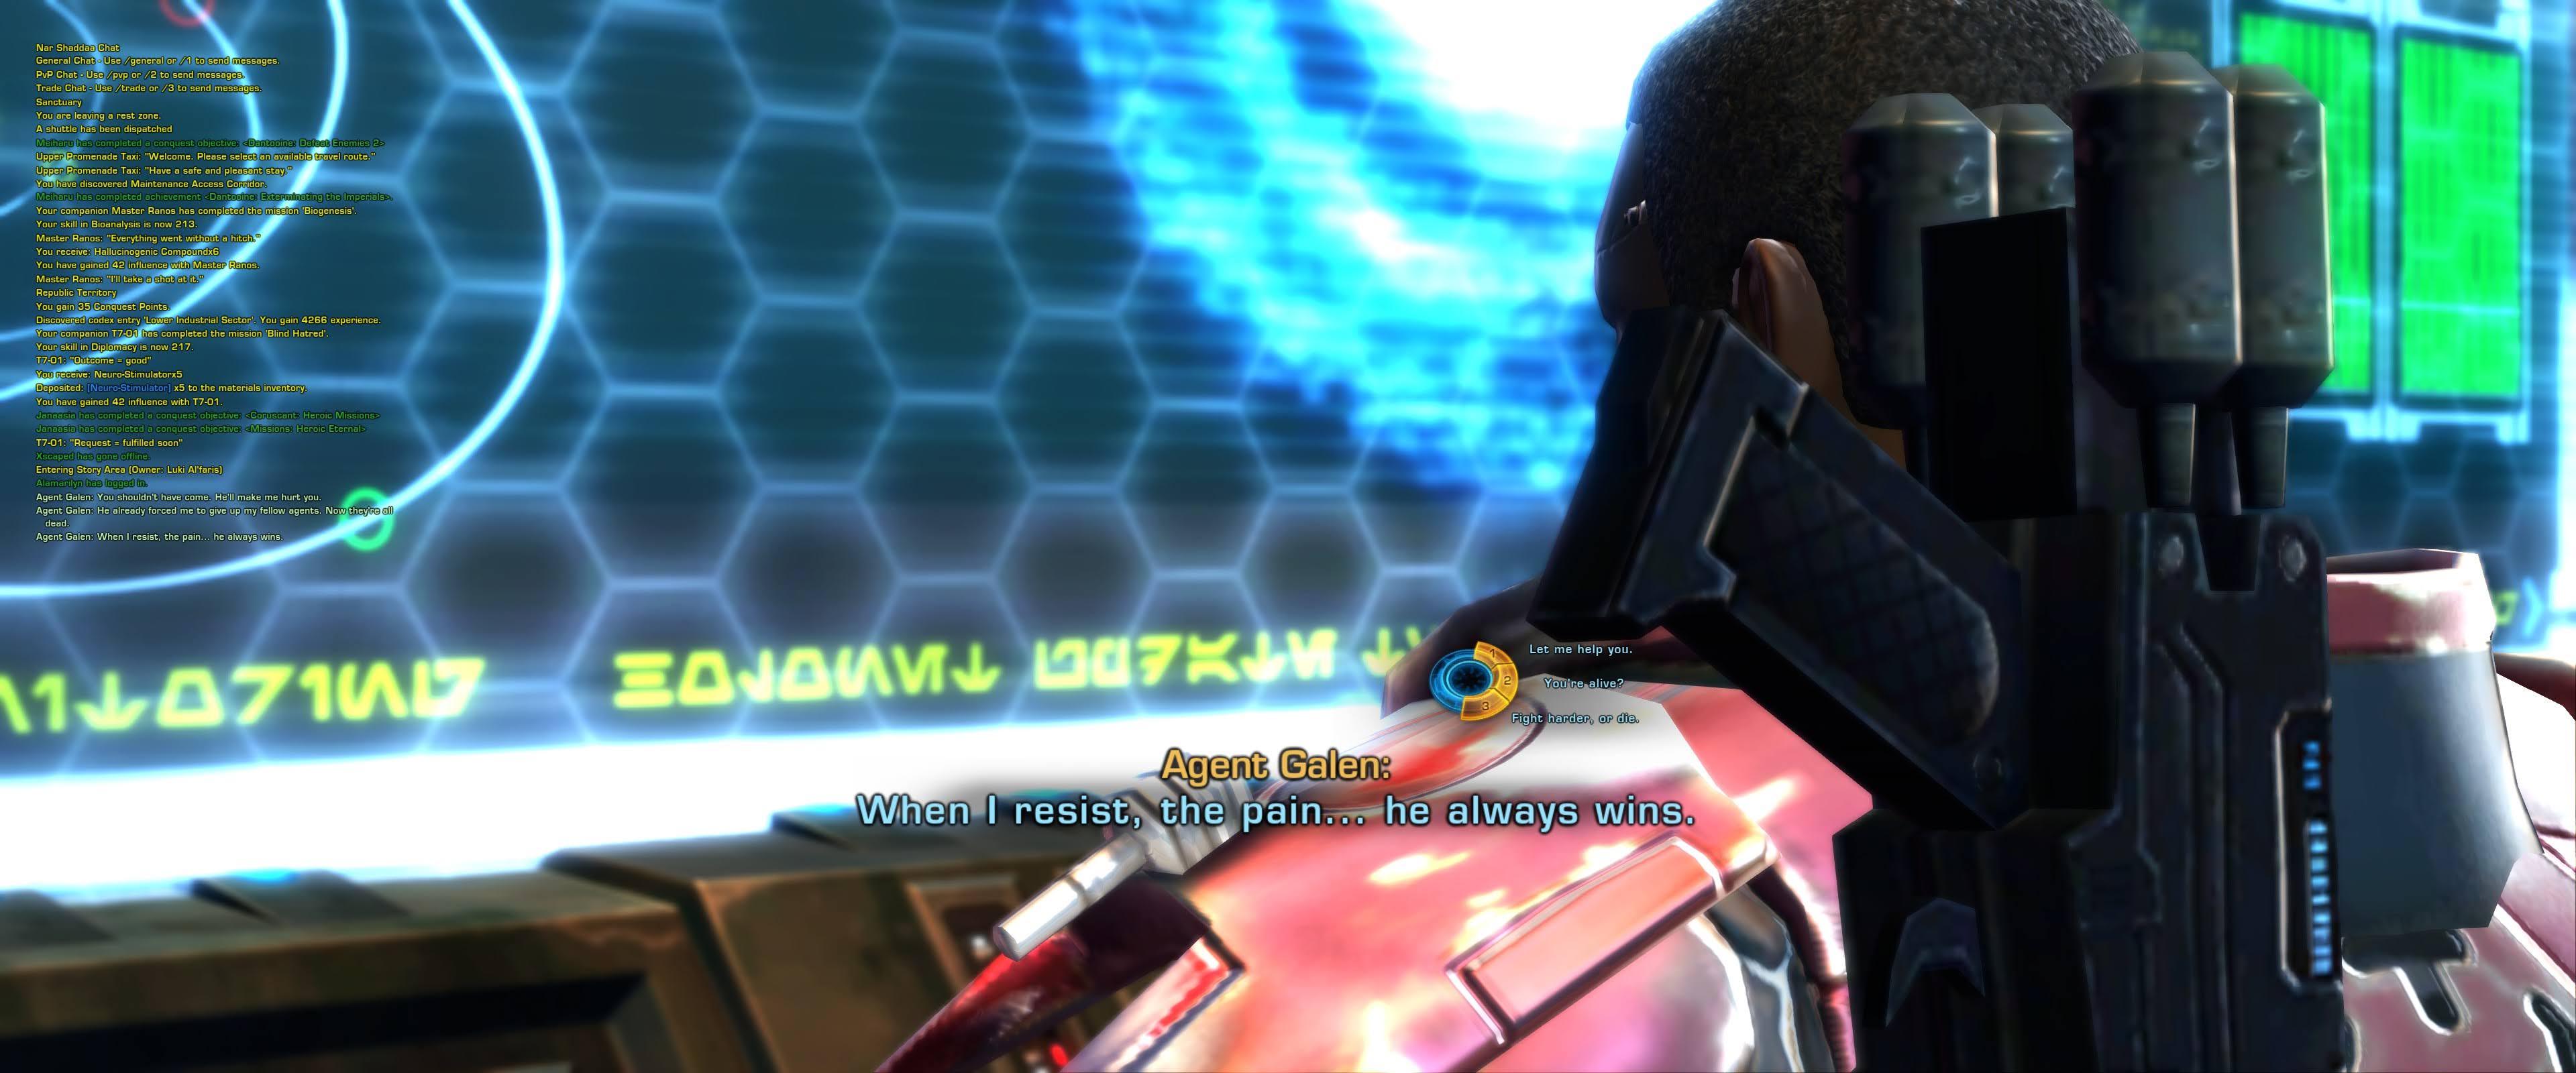 Nar Shaddaa Chat
General Chat - Use /general or /1 to send messages.
PvP Chat - Use /pvp or /2 to send messages.
Trade Chat - Use /trade or /3 to send messages.
Sanctuary
You are leaving a rest zone.
A shuttle has been dispatched
Meiharu has completed a conquest objective: <Dantooine: Defeat Enemies 2>
Upper Promenade Taxi: "Welcome. Please select an available travel route."
Upper Promenade Taxi: "Have a safe and pleasant stay."
You have discovered Maintenance Access Corridor.
Meiharu has completed achievement <Dantooine: Exterminating the Imperials>.
Your companion Master Ranos has completed the mission 'Biogenesis'.
Your skill in Bioanalysis is now 213.
Master Ranos: "Everything went without a hitch."
You receive: Hallucinogenic Compoundx6
You have gained 42 influence with Master Ranos.
Master Ranos: "I'll take a shot at it."
Republic Territory
You gain 35 Conquest Points.
Discovered codex entry 'Lower Industrial Sector'. You gain 4266 experience.
Your companion T7-01 has completed the mission 'Blind Hatred'.
Your skill in Diplomacy is now 217.
T7-01: "Outcome = good"
You receive: Neuro-Stimulatorx5
Deposited: [Neuro-Stimulator] x5 to the materials inventory.
You have gained 42 influence with T7-01.
Janaasia has completed a conquest objective: <Coruscant: Heroic Missions>
Janaasia has completed a conquest objective: <Missions: Heroic Eternal>
T7-01: "Request = fulfilled soon"
Xscaped has gone offline.
Entering Story Area (Owner: Luki Al'faris)
Alamarilyn has logged in.
Agent Galen: You shouldn't have come. He'll make me hurt you.
Agent Galen: He already forced me to give up my fellow agents. Now they're all
dead.
Agent Galen: When I resist, the pain... he always wins.
1 Let me help you.
2 You're alive?
3 Fight harder, or die.
Agent Galen:
When I resist, the pain... he always wins.